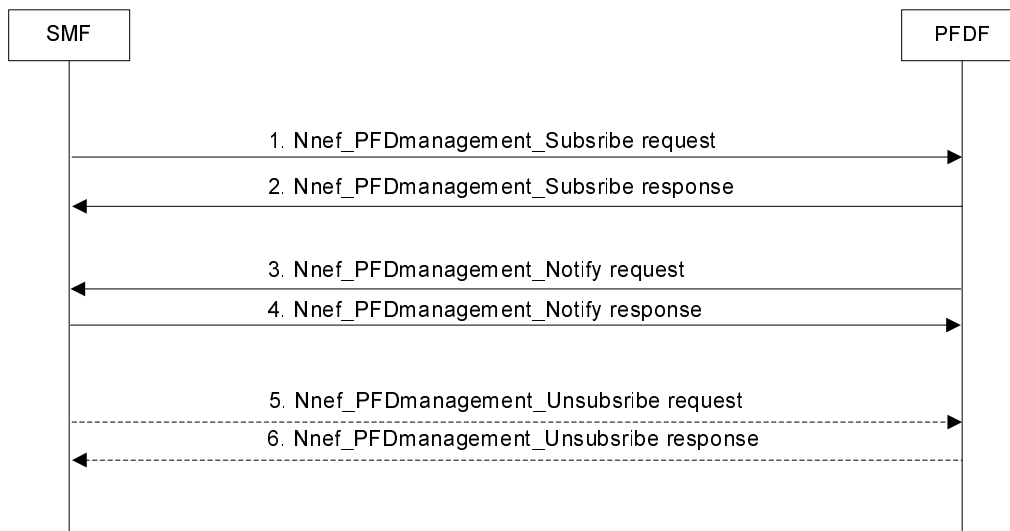 SMF
PFDF
1. Nnef_PFDmanagement_Subsribe request
2. Nnef_PFDmanagement_Subsribe response
3. Nnef_PFDmanagement_Notify request
4. Nnef_PFDmanagement_Notify response
5. Nnef_PFDmanagement_Unsubsribe request
6. Nnef_PFDmanagement_Unsubsribe response